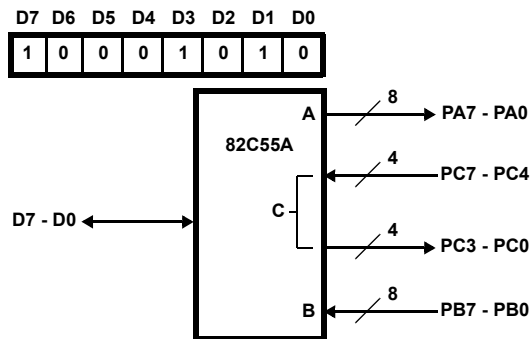 D7 D6 D5 D4 D3 D2 D1 D0
1 0 0 0 1 0 1 0
A 8 PA7 - PA0
82C55A
4 PC7 - PC4
C
D7 - D0
4 PC3 - PC0
B 8 PB7 - PB0